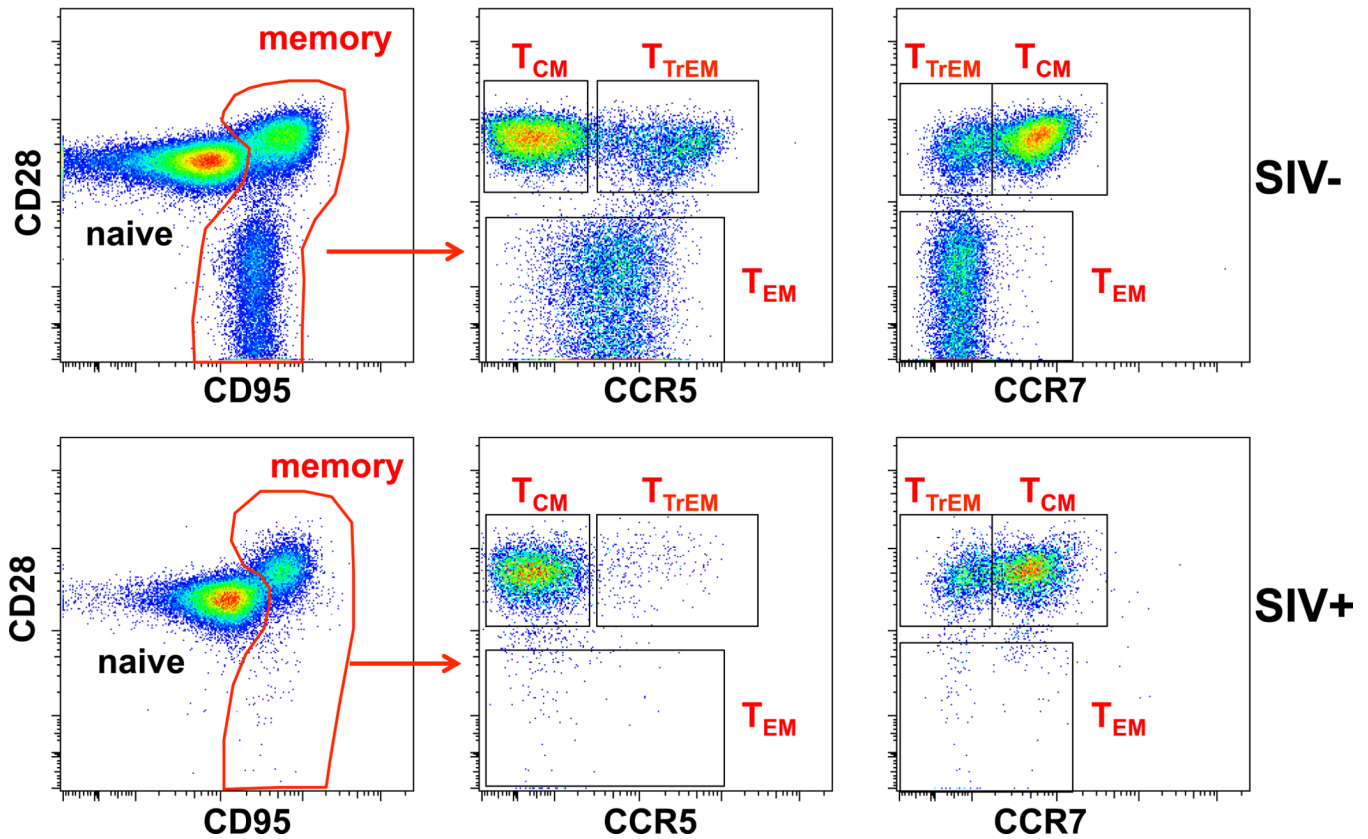 memory
CD28
naive
CD95
TCM
TTrEM
TEM
CCR5
TTrEM
TCM
TEM
CCR7
SIV-
memory
CD28
naive
CD95
TCM
TTrEM
TEM
CCR5
TTrEM
TCM
TEM
CCR7
SIV+